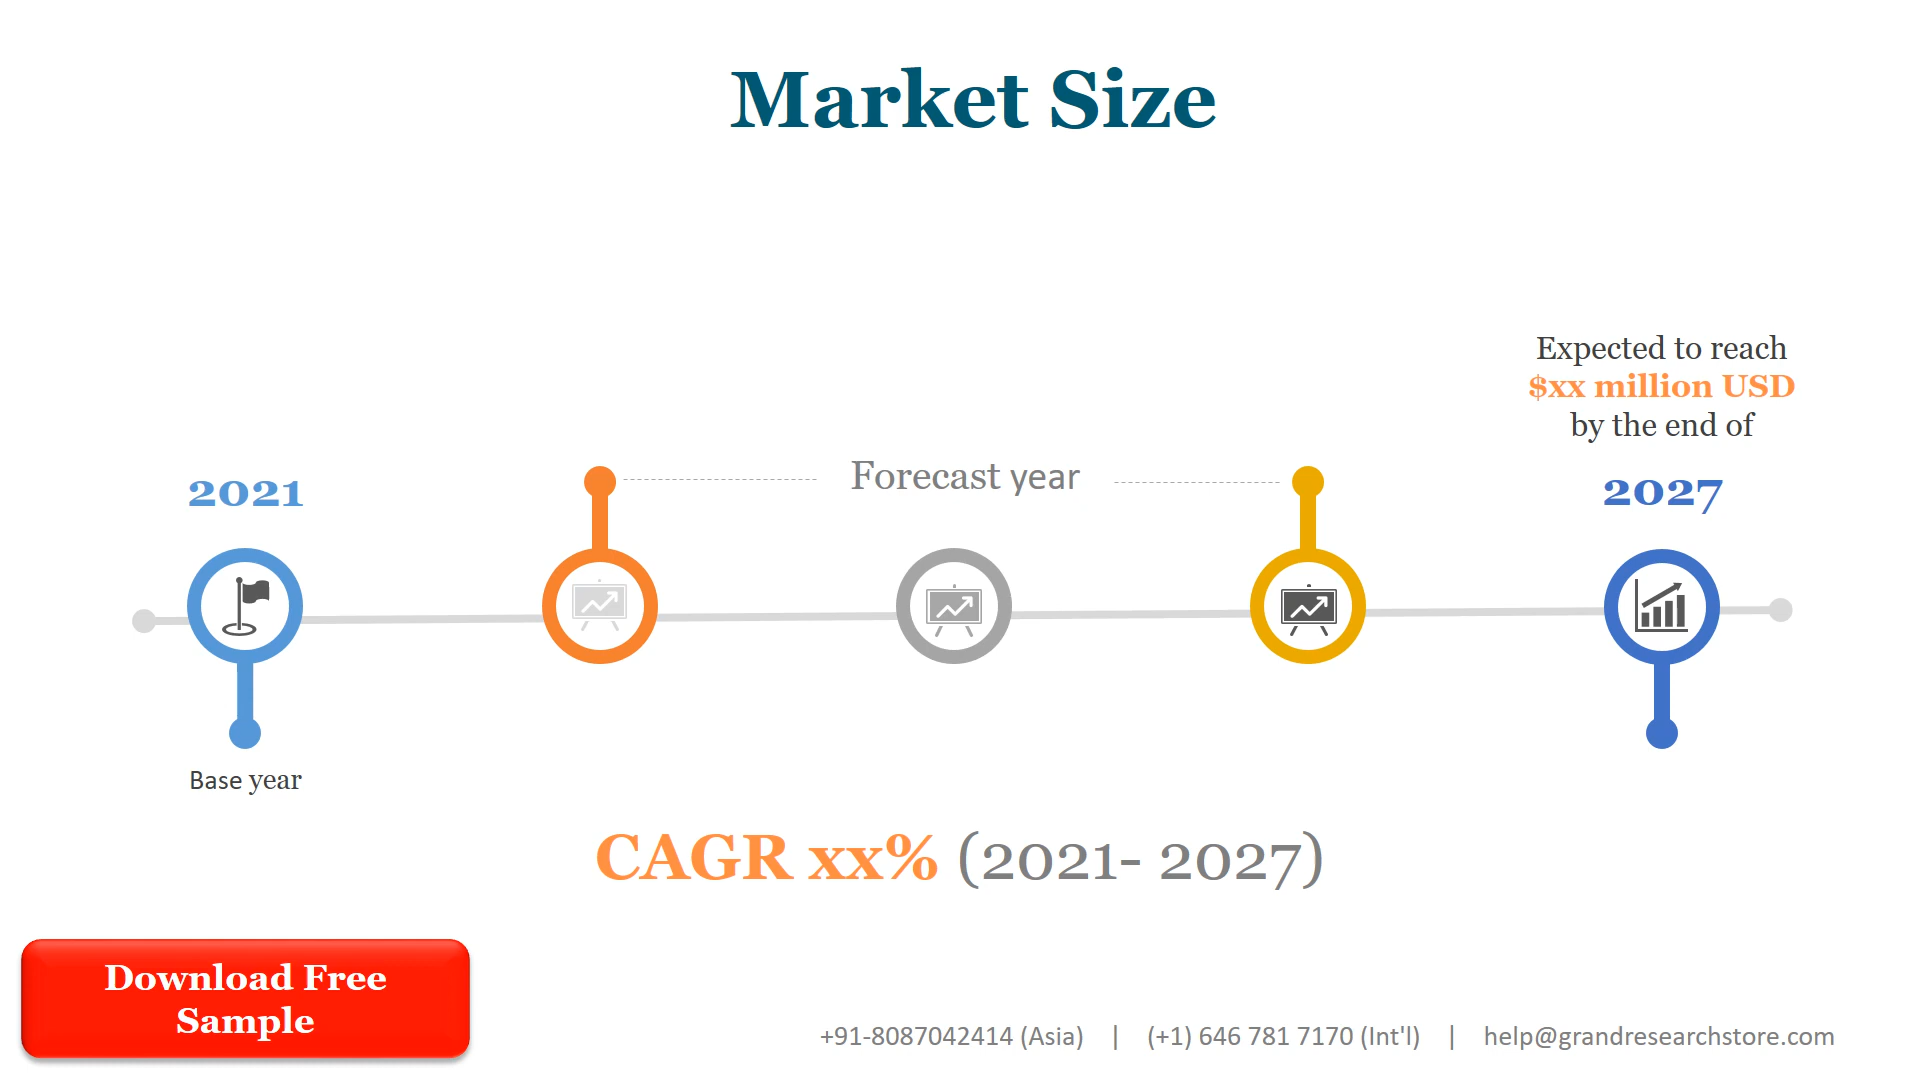 Market Size
Expected to reach
$xx million USD
by the end of
2021
Forecast year
2027
Base year
CAGR xx% (2021- 2027)
Download Free
Sample
+91-8087042414 (Asia) | (+1) 646 781 7170 (Int'l) | help@grandresearchstore.com